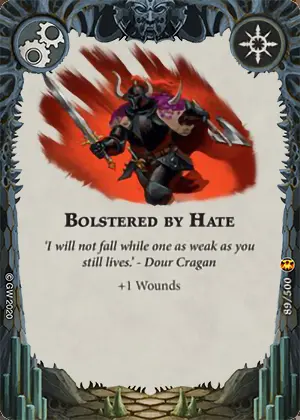 BOLSTERED BY HATE
'I will not fall while one as weak as you
still lives.' - Dour Cragan
+1 Wounds
© GW 2020
89/500